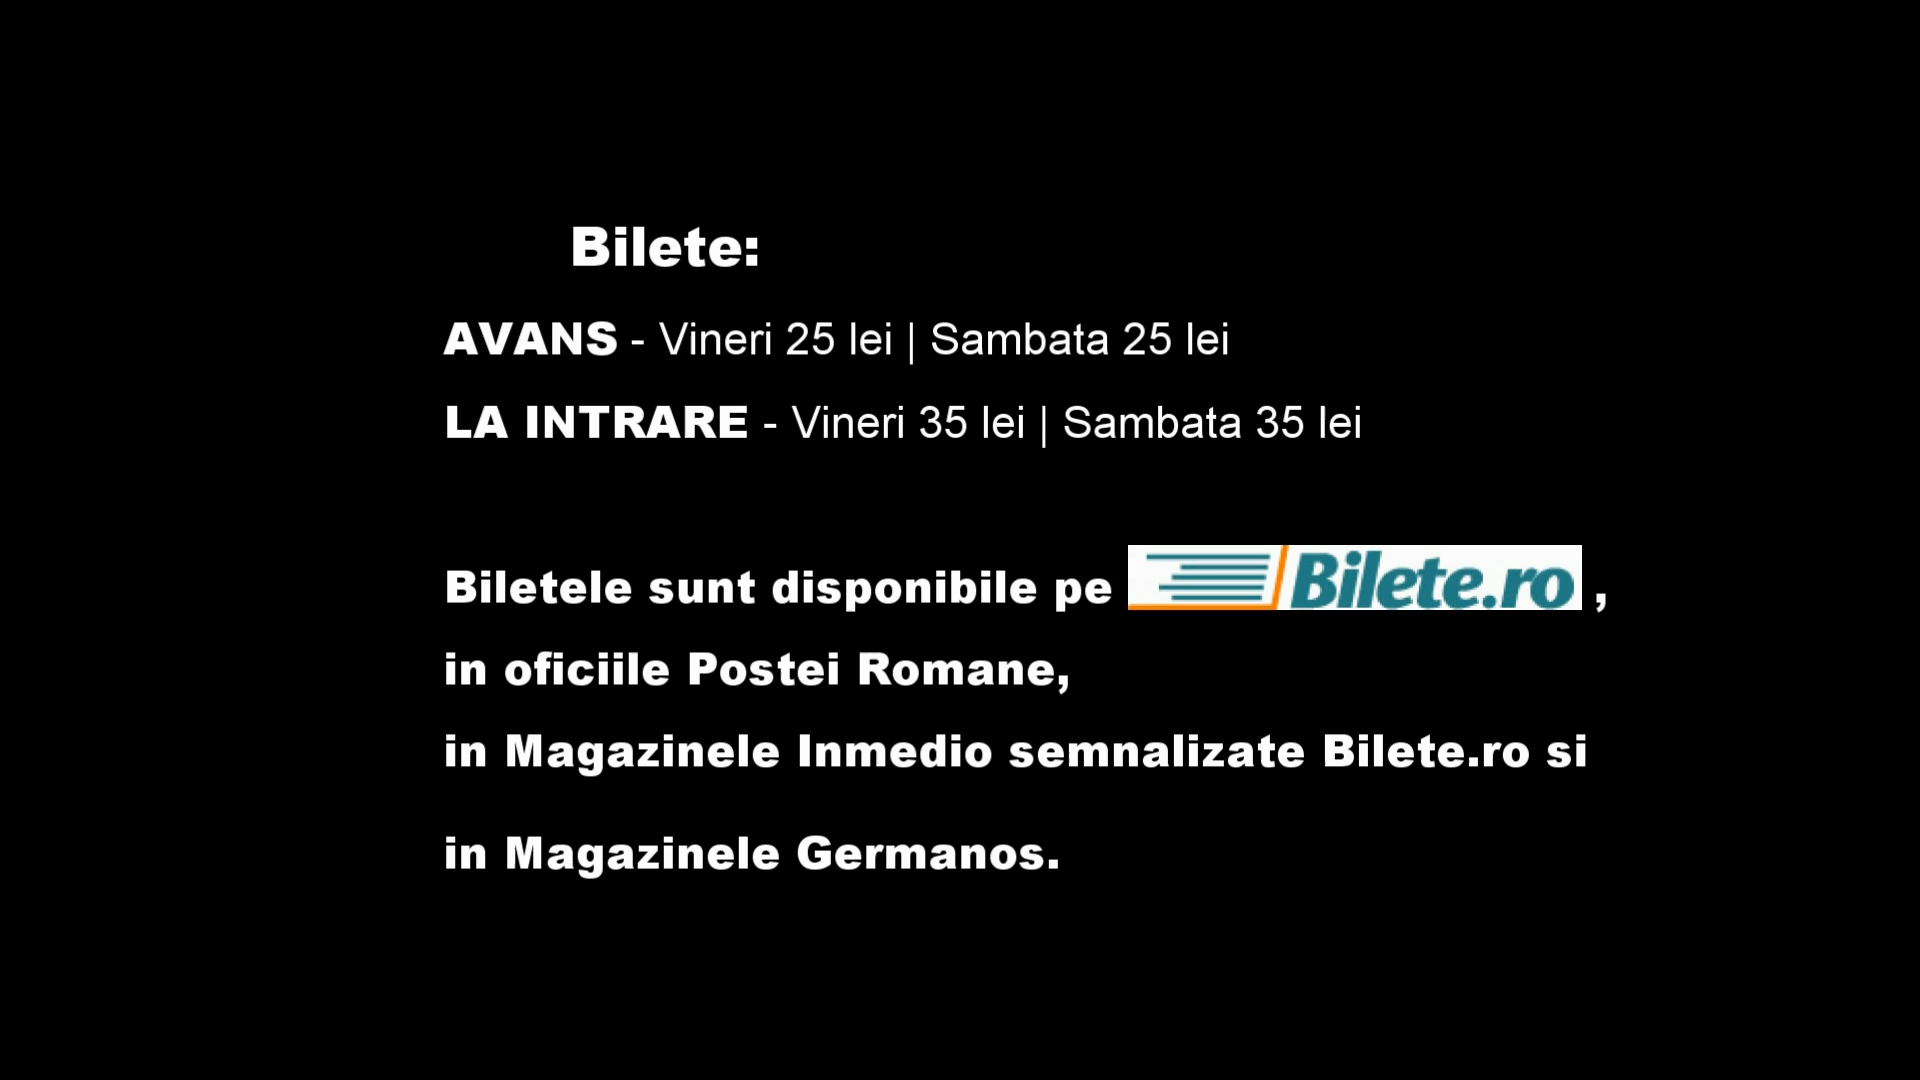 Bilete:
AVANS - Vineri 25 lei | Sambata 25 lei
LA INTRARE - Vineri 35 lei | Sambata 35 lei
Biletele sunt disponibile pe Bilete.ro ,
in oficiile Postei Romane,
in Magazinele Inmedio semnalizate Bilete.ro si
in Magazinele Germanos.